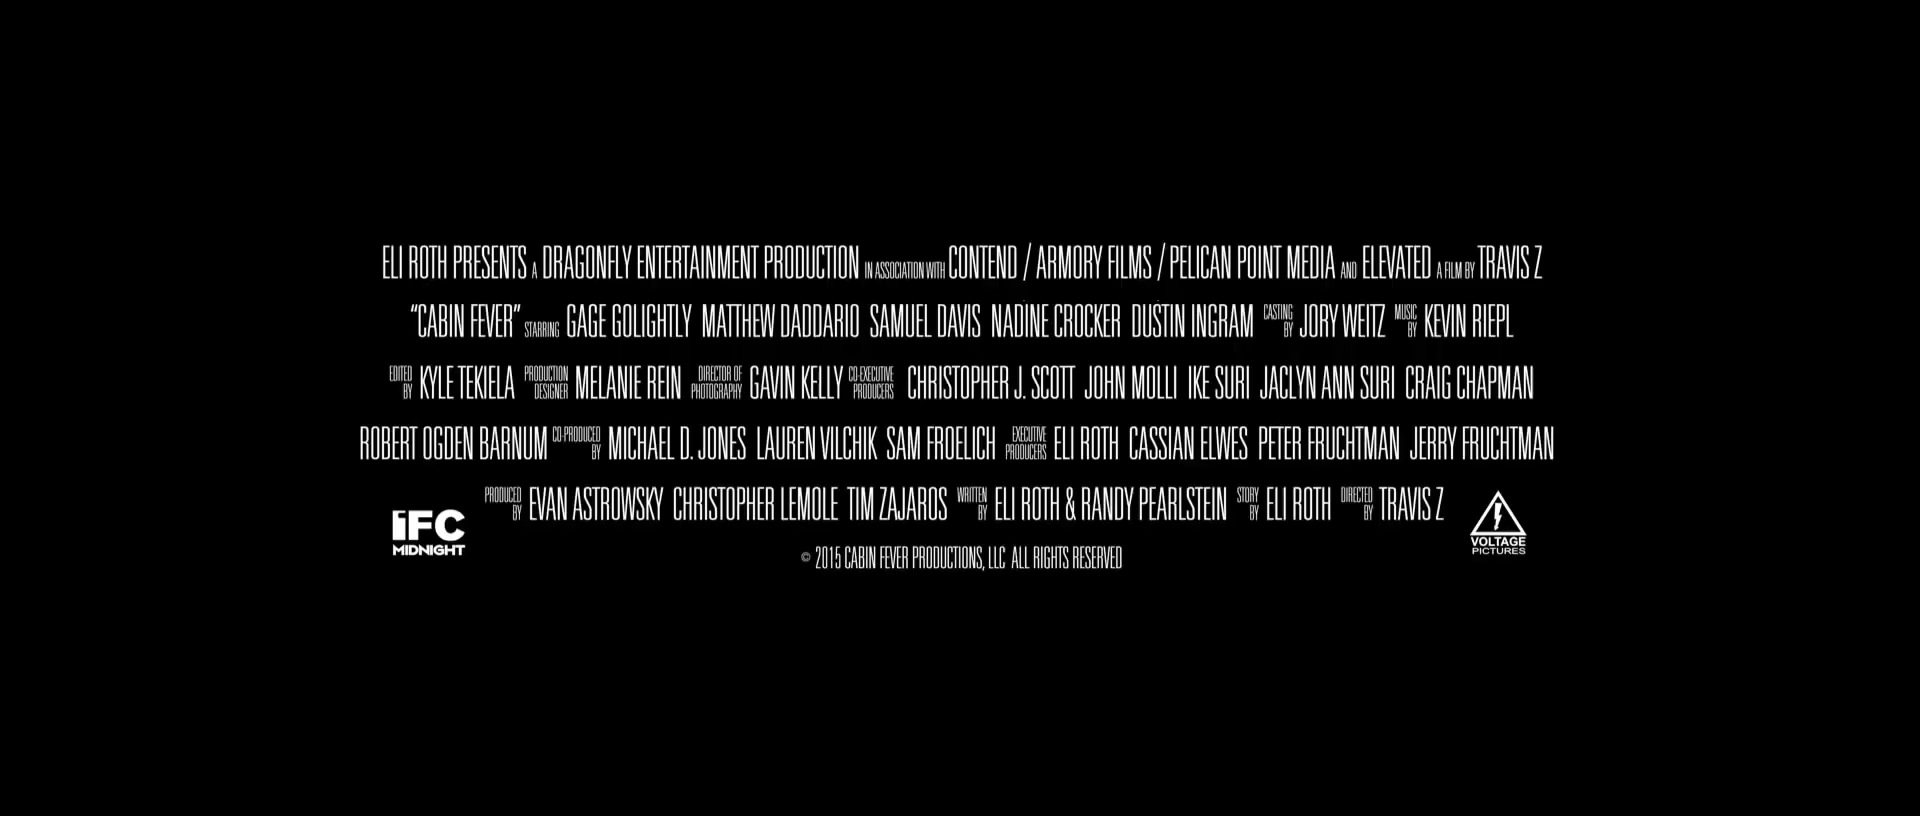 ELI ROTH PRESENTS A DRAGONFLY ENTERTAINMENT PRODUCTION IN ASSOCIATION WITH CONTEND / ARMORY FILMS / PELICAN POINT MEDIA AND ELEVATED A FILM BY TRAVIS Z
“CABIN FEVER” STARRING GAGE GOLIGHTLY MATTHEW DADDARIO SAMUEL DAVIS NADINE CROCKER DUSTIN INGRAM CASTING BY JORY WEITZ MUSIC BY KEVIN RIEPL
EDITED BY KYLE TEKIELA PRODUCTION DESIGNER MELANIE REIN DIRECTOR OF PHOTOGRAPHY GAVIN KELLY CO-EXECUTIVE PRODUCERS CHRISTOPHER J. SCOTT JOHN MOLLI IKE SURI JACLYN ANN SURI CRAIG CHAPMAN
ROBERT OGDEN BARNUM CO-PRODUCED BY MICHAEL D. JONES LAUREN VILCHIK SAM FROELICH EXECUTIVE PRODUCERS ELI ROTH CASSIAN ELWES PETER FRUCHTMAN JERRY FRUCHTMAN
PRODUCED BY EVAN ASTROWSKY CHRISTOPHER LEMOLE TIM ZAJAROS WRITTEN BY ELI ROTH & RANDY PEARLSTEIN STORY BY ELI ROTH DIRECTED BY TRAVIS Z
IFC
MIDNIGHT
VOLTAGE
PICTURES
© 2015 CABIN FEVER PRODUCTIONS, LLC ALL RIGHTS RESERVED